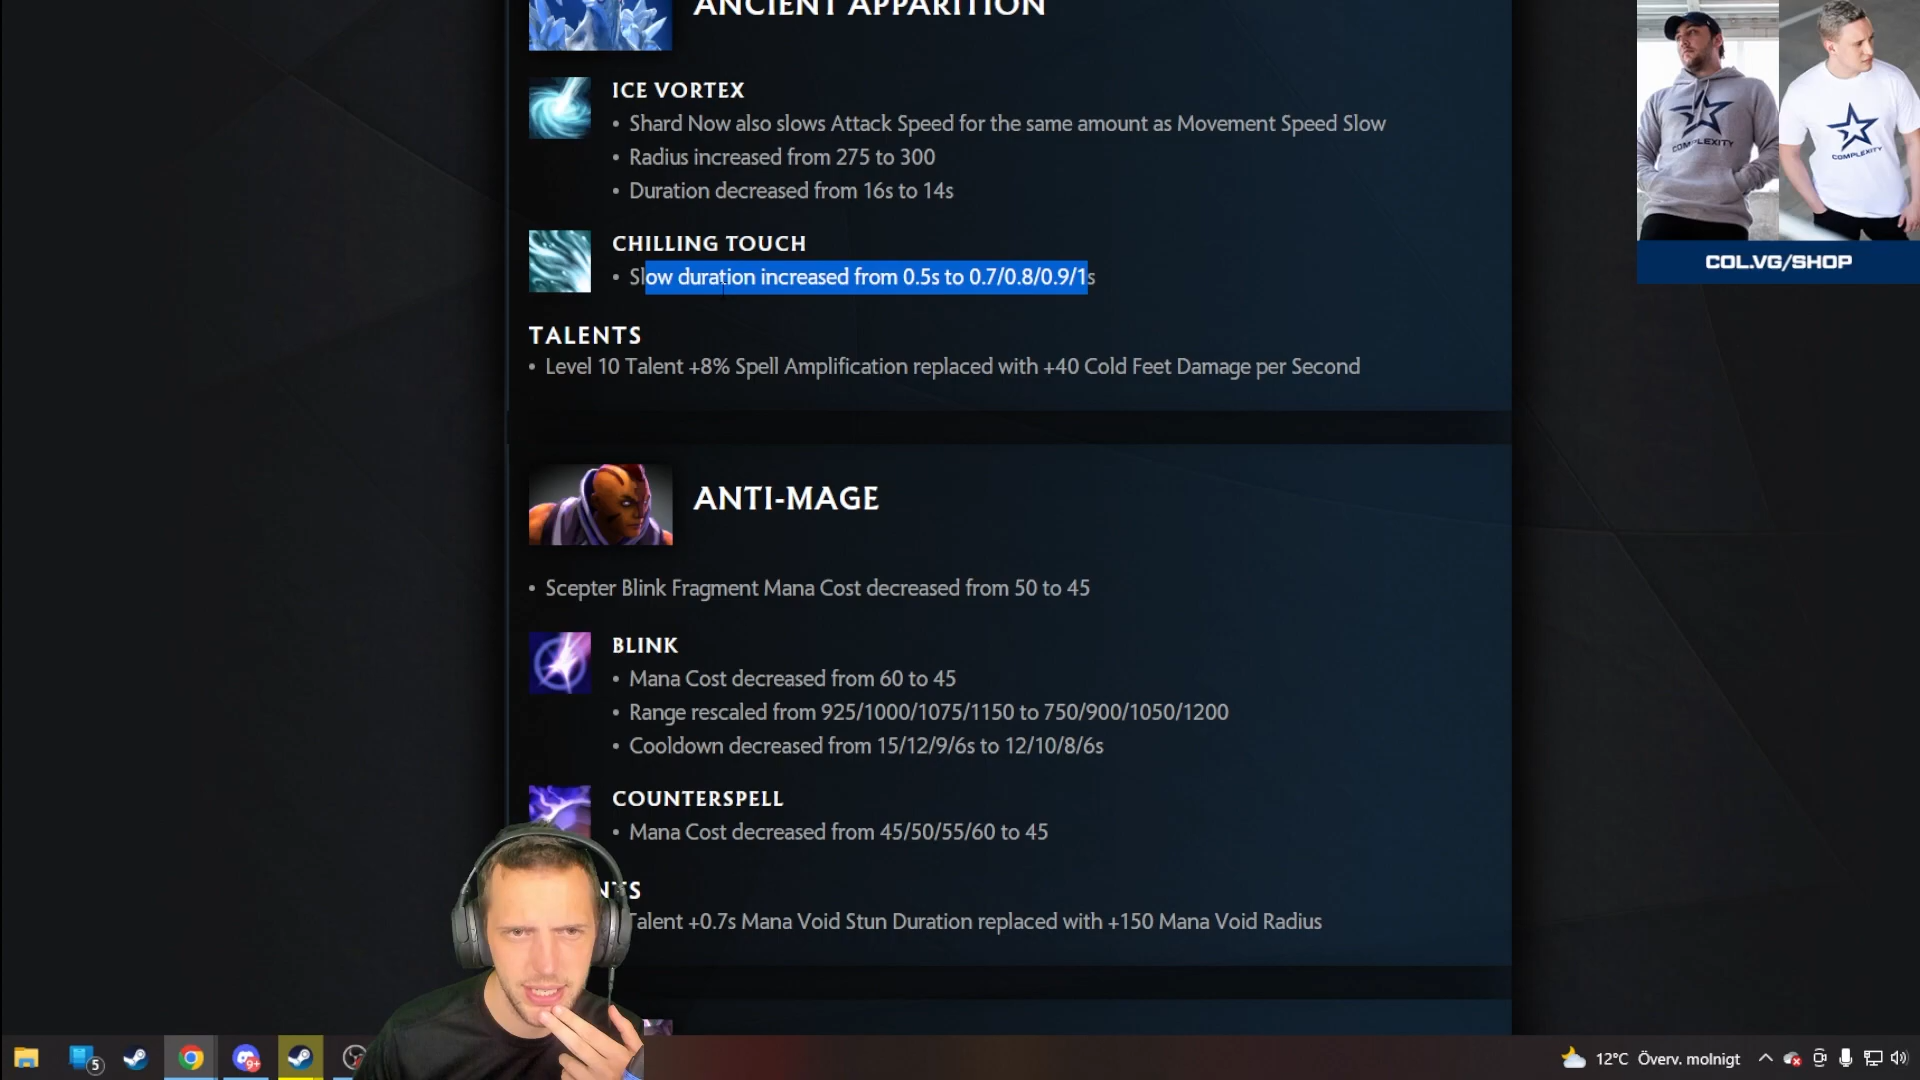 ANCIENT APPARITION
ICE VORTEX
• Shard Now also slows Attack Speed for the same amount as Movement Speed Slow
• Radius increased from 275 to 300
• Duration decreased from 16s to 14s
CHILLING TOUCH
• Slow duration increased from 0.5s to 0.7/0.8/0.9/1s
TALENTS
• Level 10 Talent +8% Spell Amplification replaced with +40 Cold Feet Damage per Second
ANTI-MAGE
• Scepter Blink Fragment Mana Cost decreased from 50 to 45
BLINK
• Mana Cost decreased from 60 to 45
• Range rescaled from 925/1000/1075/1150 to 750/900/1050/1200
• Cooldown decreased from 15/12/9/6s to 12/10/8/6s
COUNTERSPELL
• Mana Cost decreased from 45/50/55/60 to 45
NTS
Talent +0.7s Mana Void Stun Duration replaced with +150 Mana Void Radius
COMPLEXITY
COMPLEXITY
COL.VG/SHOP
5
9+
12°C Överv. molnigt